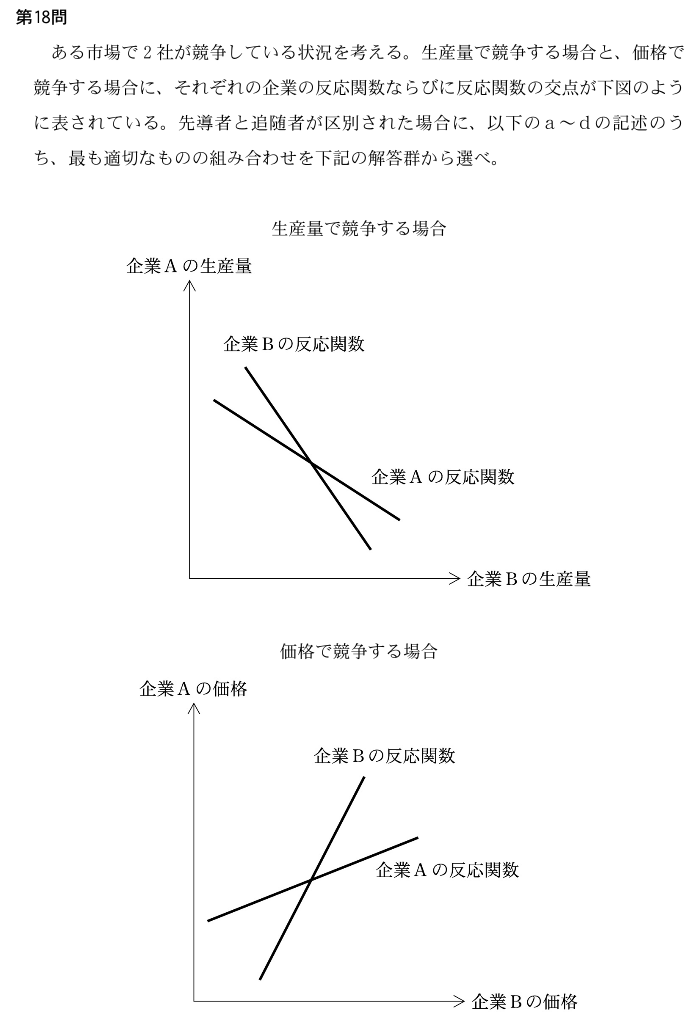 第18問
ある市場で2社が競争している状況を考える。生産量で競争する場合と、価格で
競争する場合に、それぞれの企業の反応関数ならびに反応関数の交点が下図のよう
に表されている。先導者と追随者が区別された場合に、以下のa～dの記述のう
ち、最も適切なものの組み合わせを下記の解答群から選べ。
生産量で競争する場合
企業Aの生産量
企業Bの反応関数
企業Aの反応関数
企業Bの生産量
価格で競争する場合
企業Aの価格
企業Bの反応関数
企業Aの反応関数
企業Bの価格